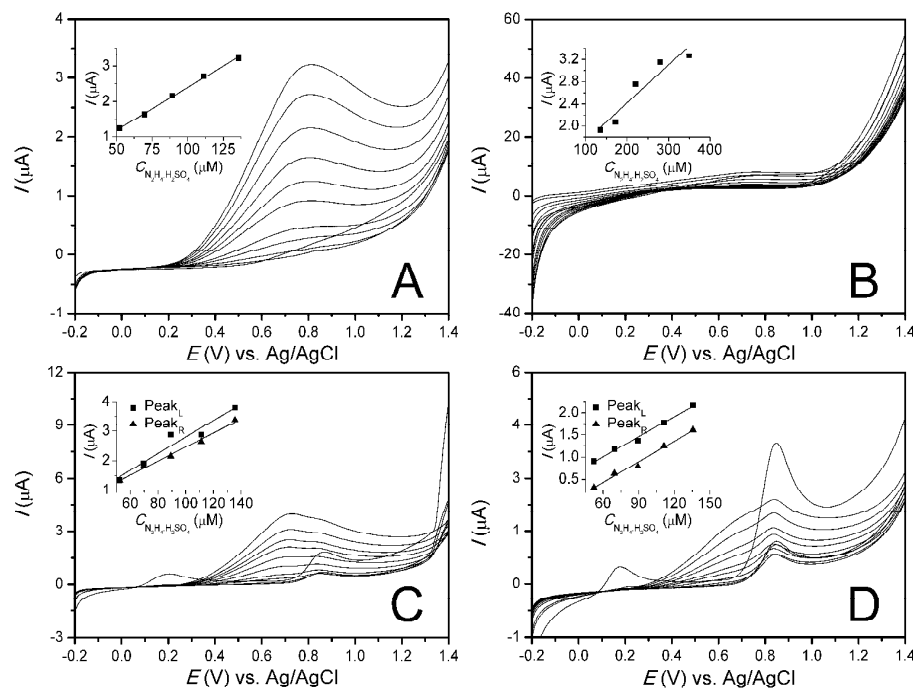 4
3
2
1
0
-1
I (µA)
3
2
1
I (µA)
50 75 100 125
C N₂H₄·H₂SO₄ (µM)
A
-0.2 0.0 0.2 0.4 0.6 0.8 1.0 1.2 1.4
E (V) vs. Ag/AgCl
60
40
20
0
-20
-40
I (µA)
3.2
2.8
2.4
2.0
I (µA)
100 200 300 400
C N₂H₄·H₂SO₄ (µM)
B
-0.2 0.0 0.2 0.4 0.6 0.8 1.0 1.2 1.4
E (V) vs. Ag/AgCl
12
9
6
3
0
-3
I (µA)
4
3
2
1
I (µA)
Peak L
Peak R
60 80 100 120 140
C N₂H₄·H₂SO₄ (µM)
C
-0.2 0.0 0.2 0.4 0.6 0.8 1.0 1.2 1.4
E (V) vs. Ag/AgCl
6
4
3
1
0
-1
I (µA)
2.0
1.5
1.0
0.5
I (µA)
Peak L
Peak R
60 90 120 150
C N₂H₄·H₂SO₄ (µM)
D
-0.2 0.0 0.2 0.4 0.6 0.8 1.0 1.2 1.4
E (V) vs. Ag/AgCl